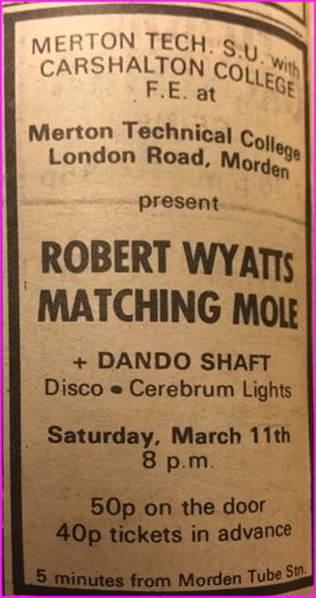 MERTON TECH. S.U. with
CARSHALTON COLLEGE
F.E. at
Merton Technical College
London Road, Morden
present
ROBERT WYATTS
MATCHING MOLE
+ DANDO SHAFT
Disco • Cerebrum Lights
Saturday, March 11th
8 p.m.
50p on the door
40p tickets in advance
5 minutes from Morden Tube Stn.